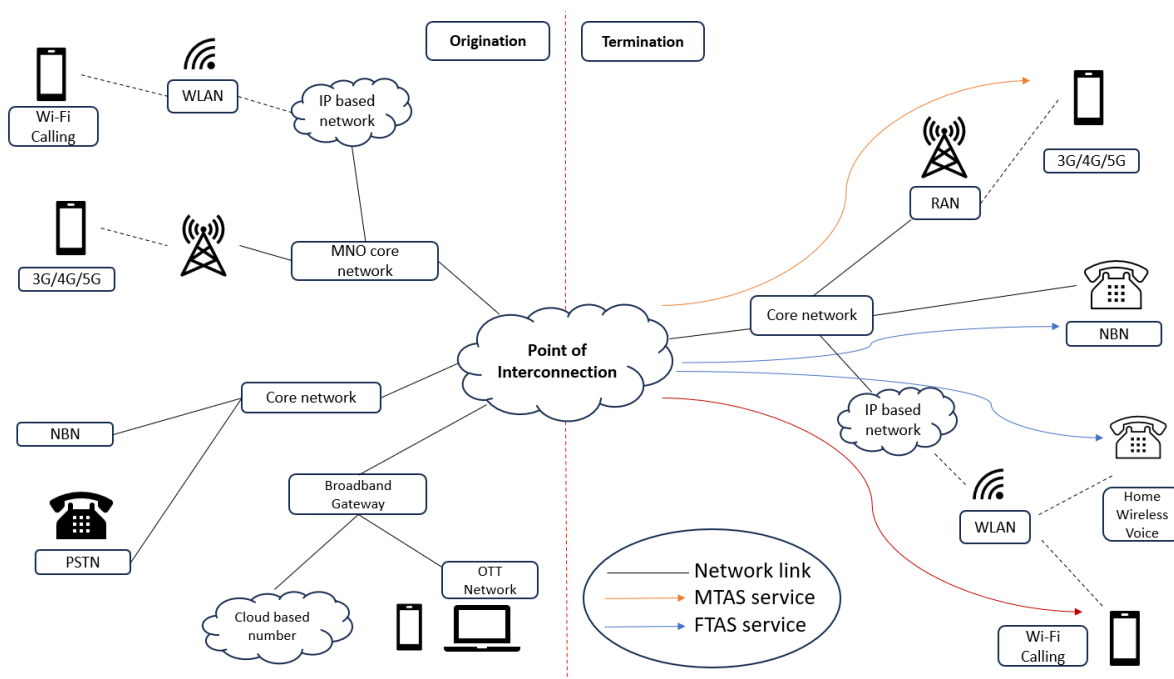 Origination
Termination
WLAN
IP based
network
Wi-Fi
Calling
3G/4G/5G
RAN
3G/4G/5G
MNO core
network
Core network
NBN
Point of
Interconnection
Core network
NBN
IP based
network
Broadband
Gateway
Home
Wireless
Voice
WLAN
PSTN
OTT
Network
Cloud based
number
Network link
MTAS service
FTAS service
Wi-Fi
Calling